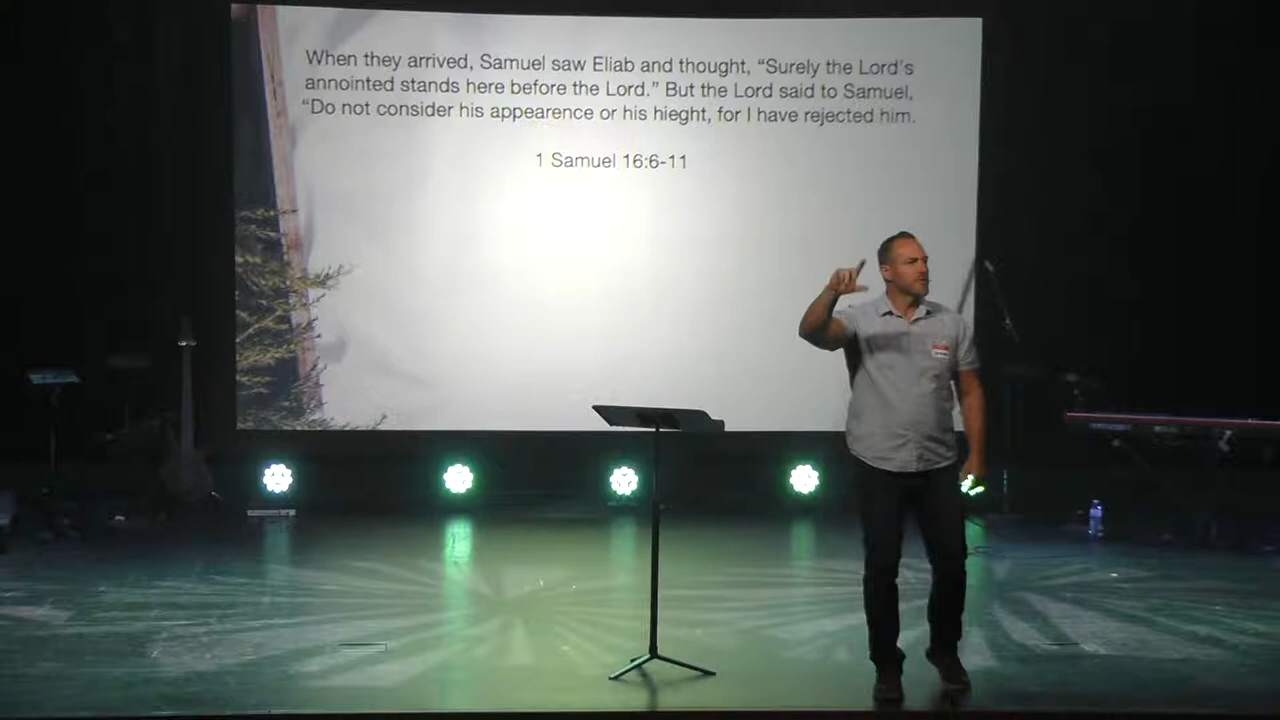 When they arrived, Samuel saw Eliab and thought, “Surely the Lord's
annointed stands here before the Lord.” But the Lord said to Samuel,
“Do not consider his appearence or his hieght, for I have rejected him.
1 Samuel 16:6-11